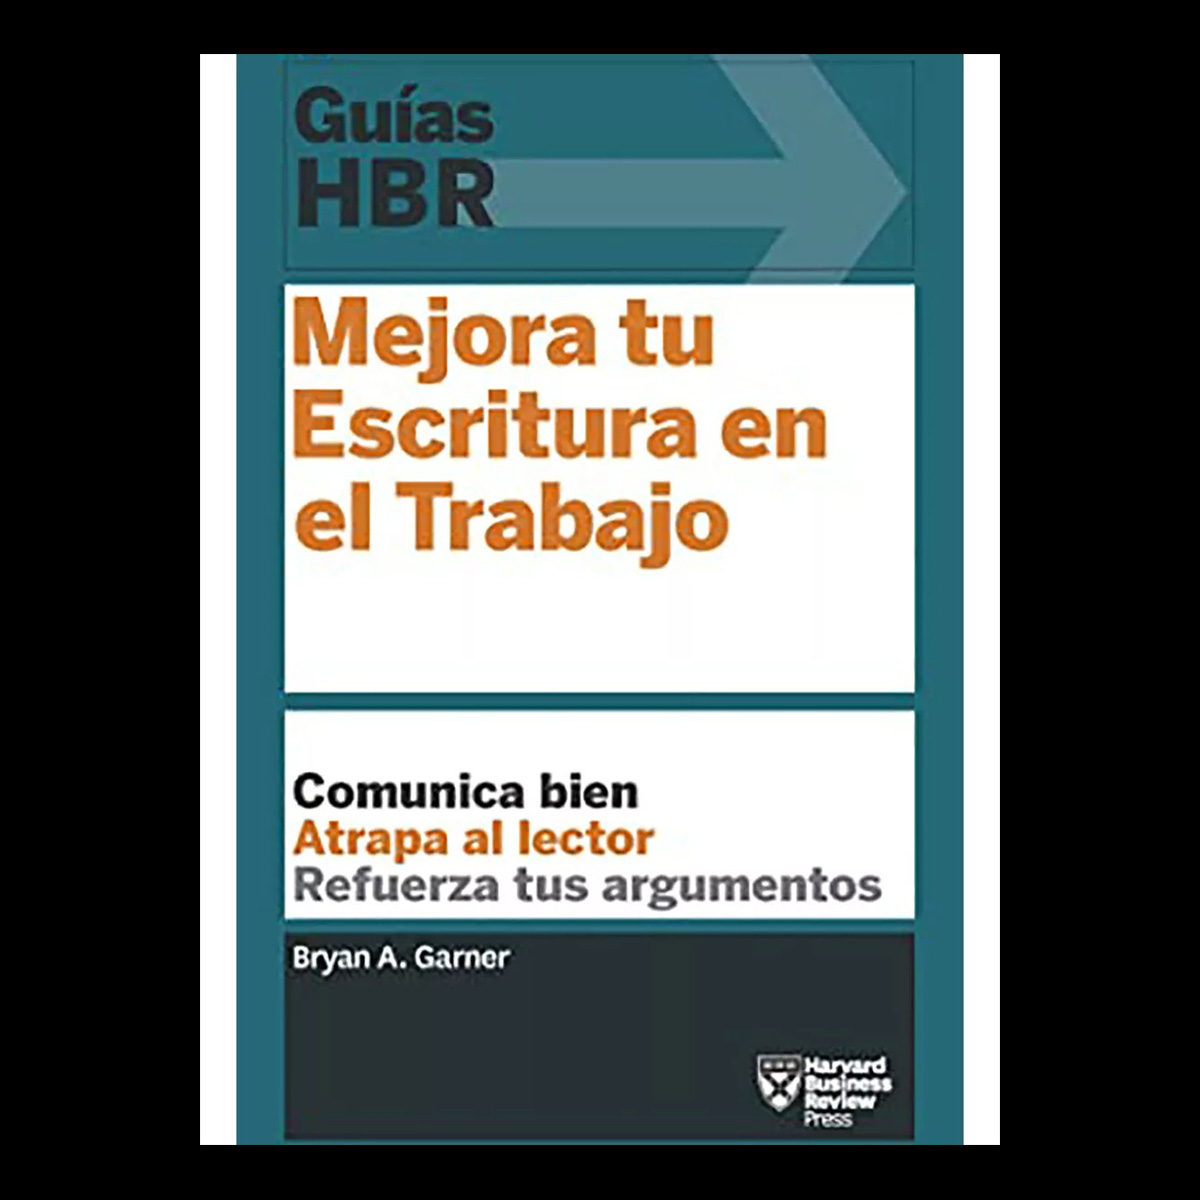 Guías
HBR
Mejora tu
Escritura en
el Trabajo
Comunica bien
Atrapa al lector
Refuerza tus argumentos
Bryan A. Garner
Harvard
Business
Review
Press